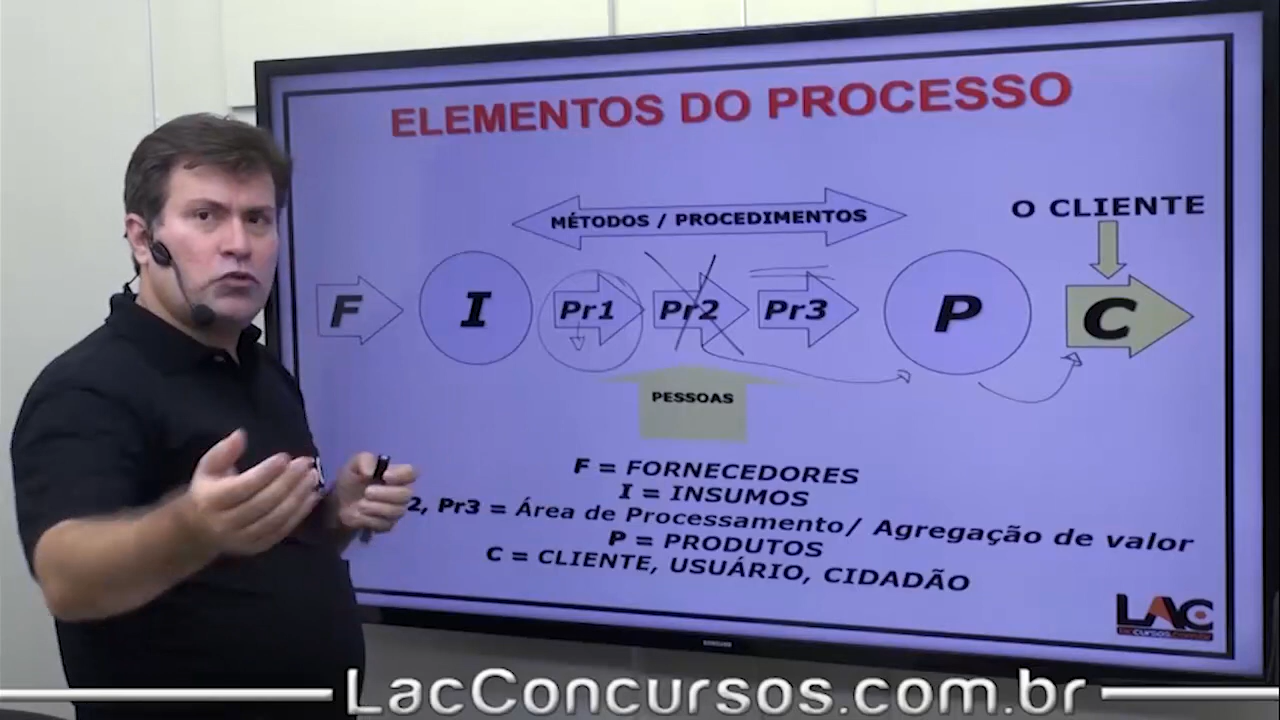 ELEMENTOS DO PROCESSO
MÉTODOS / PROCEDIMENTOS
O CLIENTE
F I Pr1 Pr2 Pr3 P C
PESSOAS
F = FORNECEDORES
I = INSUMOS
2, Pr3 = Área de Processamento/ Agregação de valor
P = PRODUTOS
C = CLIENTE, USUÁRIO, CIDADÃO
LAC
SAMSUNG
LacConcursos.com.br